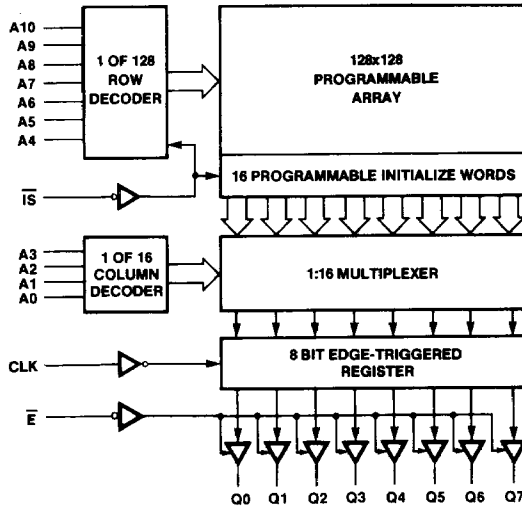 A10
A9
A8
A7
A6
A5
A4
1 OF 128
ROW
DECODER
128x128
PROGRAMMABLE
ARRAY
16 PROGRAMMABLE INITIALIZE WORDS
IS
A3
A2
A1
A0
1 OF 16
COLUMN
DECODER
1:16 MULTIPLEXER
CLK
8 BIT EDGE-TRIGGERED
REGISTER
E
Q0 Q1 Q2 Q3 Q4 Q5 Q6 Q7